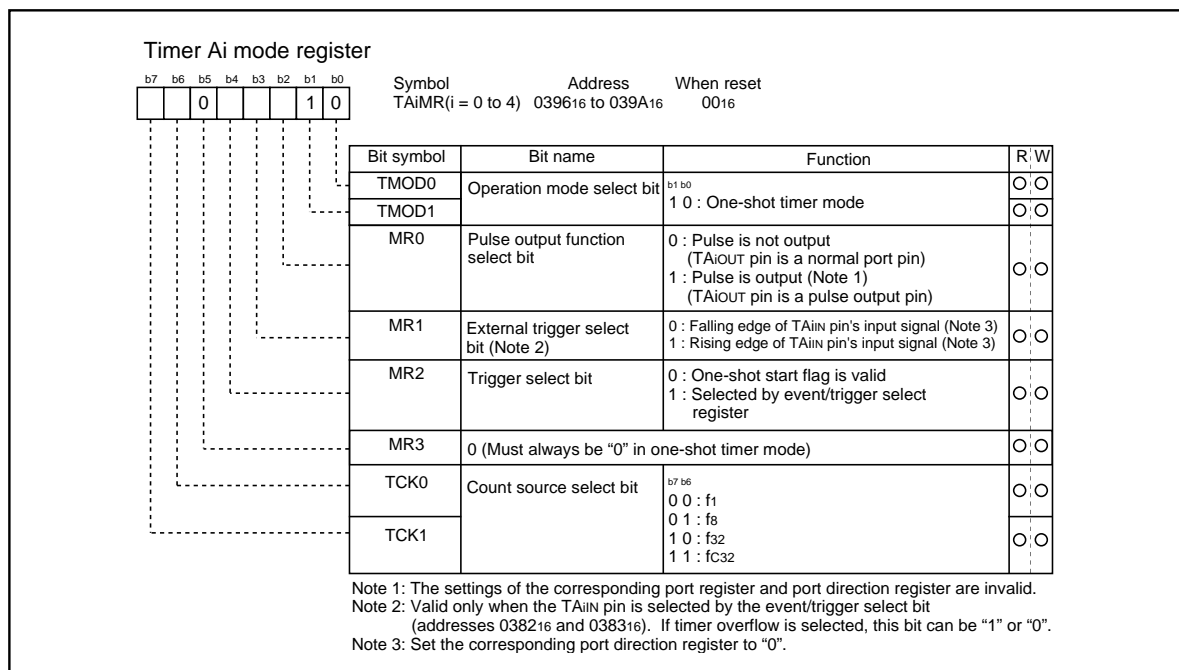 Timer Ai mode register
b7 b6 b5 b4 b3 b2 b1 b0
0 1 0
Symbol Address When reset
TAiMR(i = 0 to 4) 039616 to 039A16 0016
Bit symbol Bit name Function R W
TMOD0 Operation mode select bit b1 b0
1 0 : One-shot timer mode
TMOD1
MR0 Pulse output function select bit
0 : Pulse is not output
(TAiOUT pin is a normal port pin)
1 : Pulse is output (Note 1)
(TAiOUT pin is a pulse output pin)
MR1 External trigger select bit (Note 2)
0 : Falling edge of TAiIN pin's input signal (Note 3)
1 : Rising edge of TAiIN pin's input signal (Note 3)
MR2 Trigger select bit
0 : One-shot start flag is valid
1 : Selected by event/trigger select
register
MR3 0 (Must always be “0” in one-shot timer mode)
TCK0 Count source select bit
b7 b6
0 0 : f1
0 1 : f8
TCK1
1 0 : f32
1 1 : fC32
Note 1: The settings of the corresponding port register and port direction register are invalid.
Note 2: Valid only when the TAiIN pin is selected by the event/trigger select bit
(addresses 038216 and 038316). If timer overflow is selected, this bit can be “1” or “0”.
Note 3: Set the corresponding port direction register to “0”.